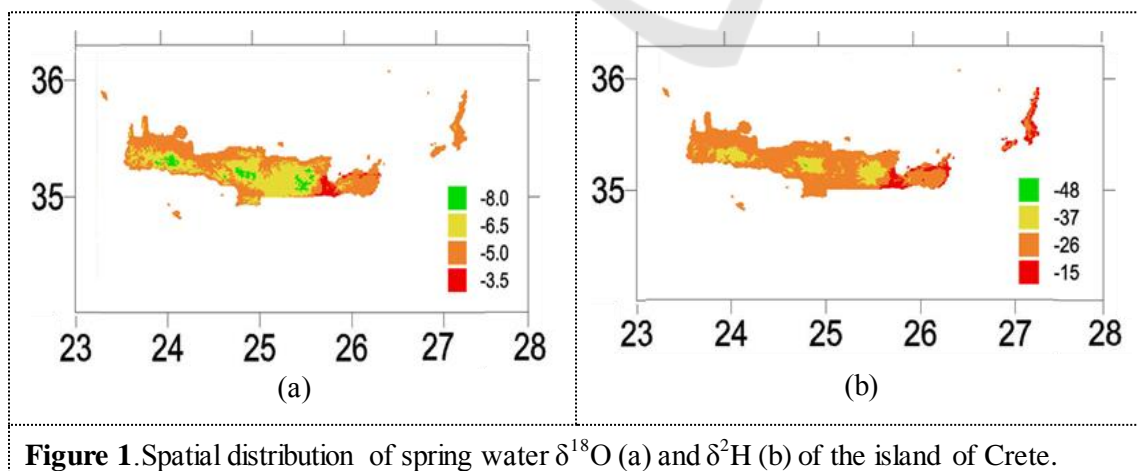 36
35
-8.0
-6.5
-5.0
-3.5
23 24 25 26 27 28
(a)
36
35
-48
-37
-26
-15
23 24 25 26 27 28
(b)
Figure 1.Spatial distribution of spring water δ¹⁸O (a) and δ²H (b) of the island of Crete.